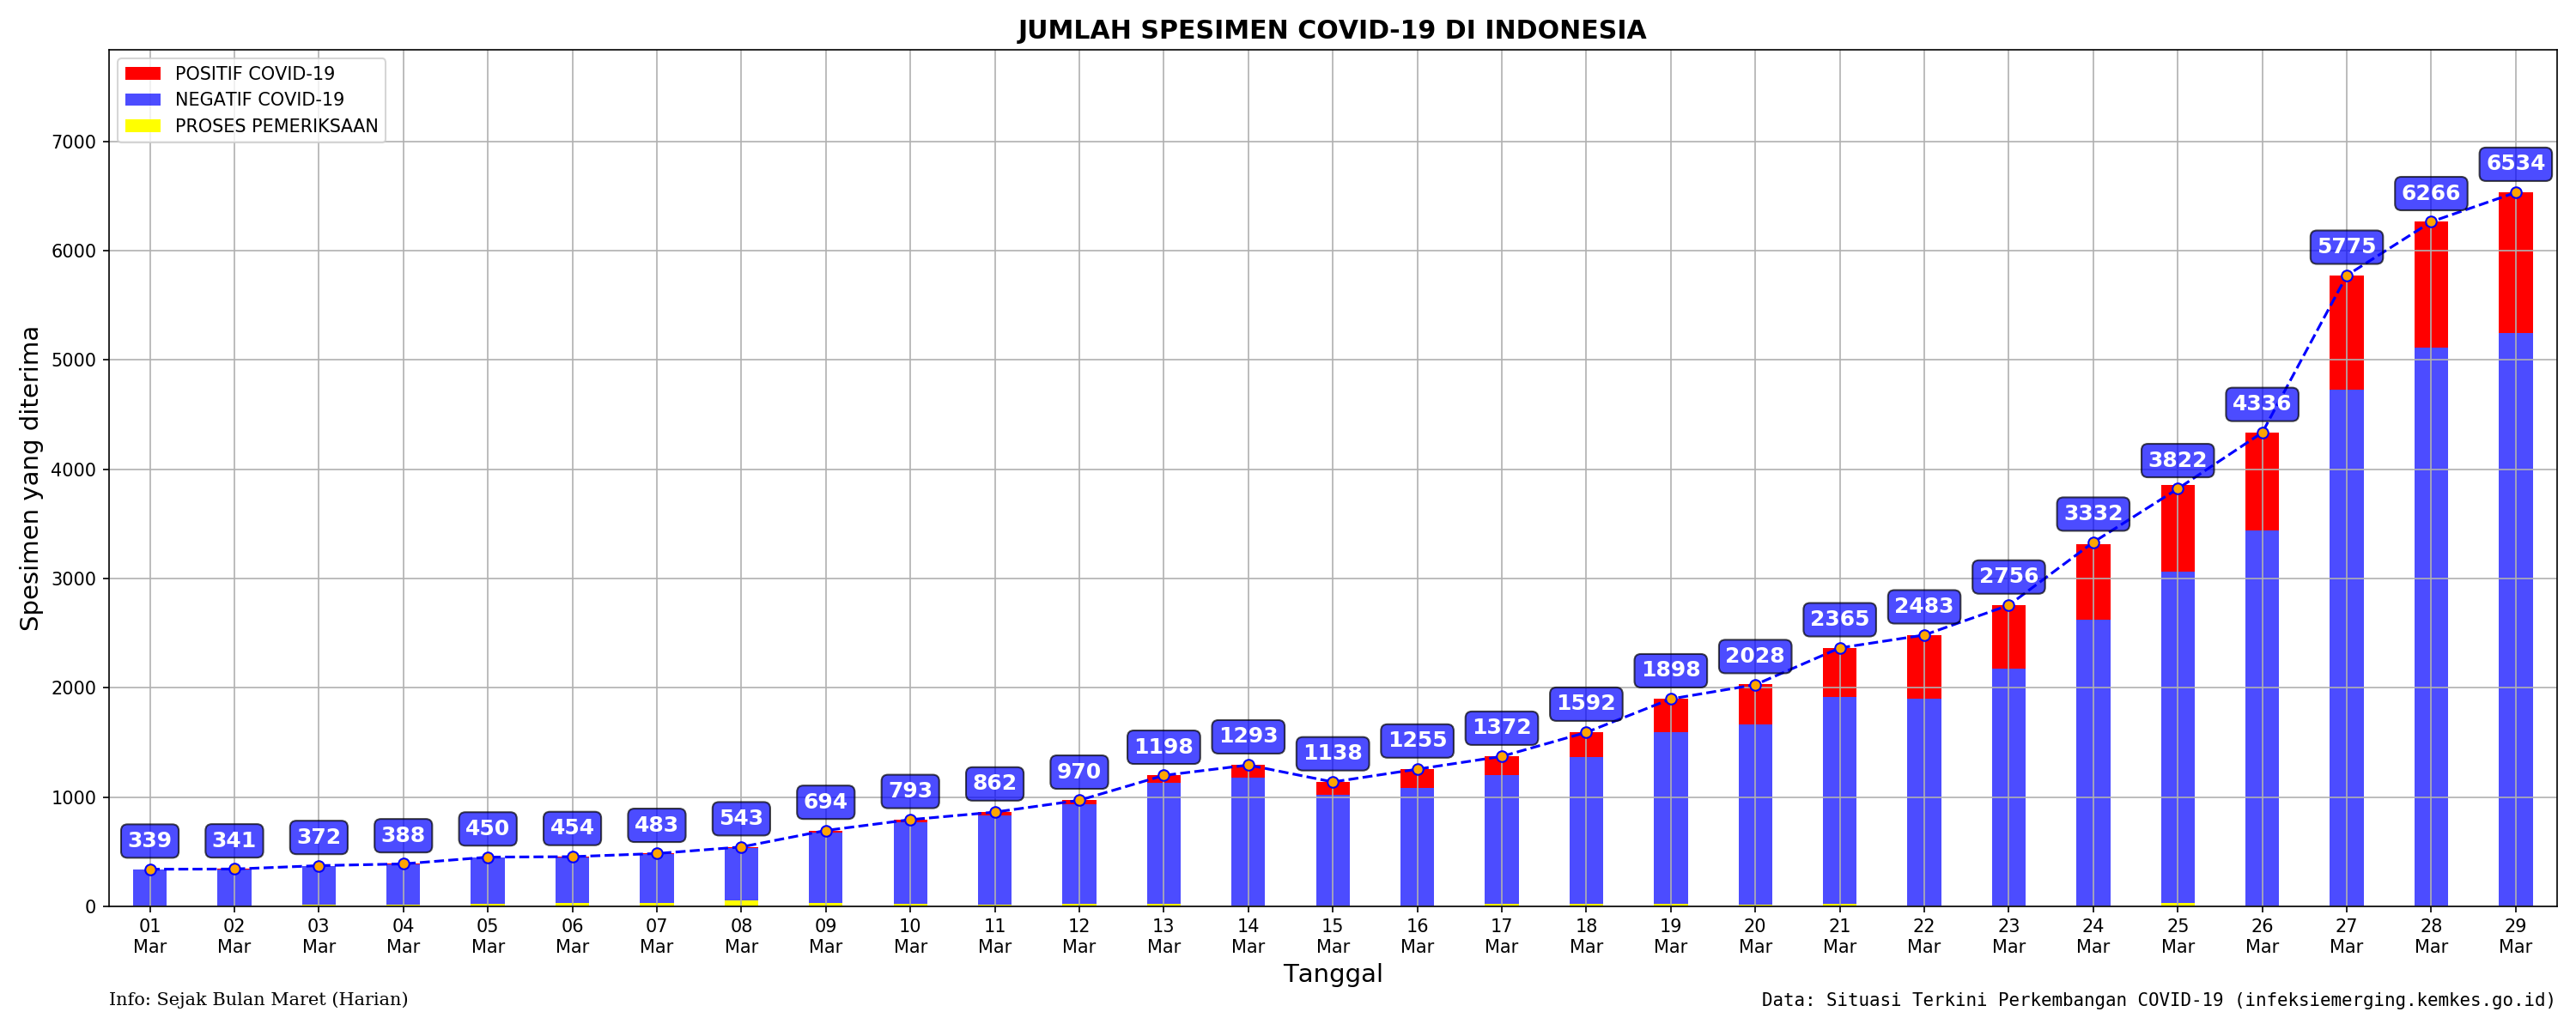 JUMLAH SPESIMEN COVID-19 DI INDONESIA
POSITIF COVID-19
NEGATIF COVID-19
PROSES PEMERIKSAAN
Spesimen yang diterima
7000
6000
5000
4000
3000
2000
1000
0
339 341 372 388 450 454 483 543 694 793 862 970 1198 1293 1138 1255 1372 1592 1898 2028 2365 2483 2756 3332 3822 4336 5775 6266 6534
01 02 03 04 05 06 07 08 09 10 11 12 13 14 15 16 17 18 19 20 21 22 23 24 25 26 27 28 29
Mar Mar Mar Mar Mar Mar Mar Mar Mar Mar Mar Mar Mar Mar Mar Mar Mar Mar Mar Mar Mar Mar Mar Mar Mar Mar Mar Mar Mar
Tanggal
Info: Sejak Bulan Maret (Harian)
Data: Situasi Terkini Perkembangan COVID-19 (infeksiemerging.kemkes.go.id)